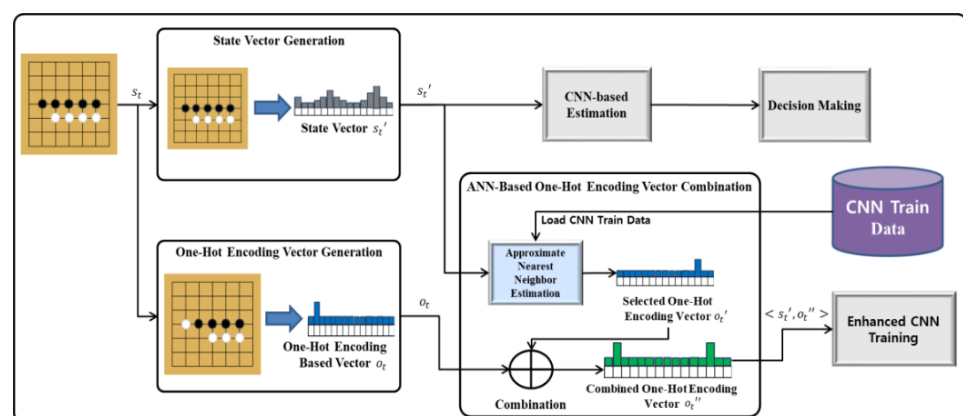 State Vector Generation
s_t
State Vector s_t'
s_t'
CNN-based
Estimation
Decision Making
ANN-Based One-Hot Encoding Vector Combination
Load CNN Train Data
CNN Train
Data
Approximate
Nearest
Neighbor
Estimation
Selected One-Hot
Encoding Vector o_t'
One-Hot Encoding Vector Generation
One-Hot Encoding
Based Vector o_t
o_t
Combination
Combined One-Hot Encoding
Vector o_t''
< s_t', o_t'' >
Enhanced CNN
Training